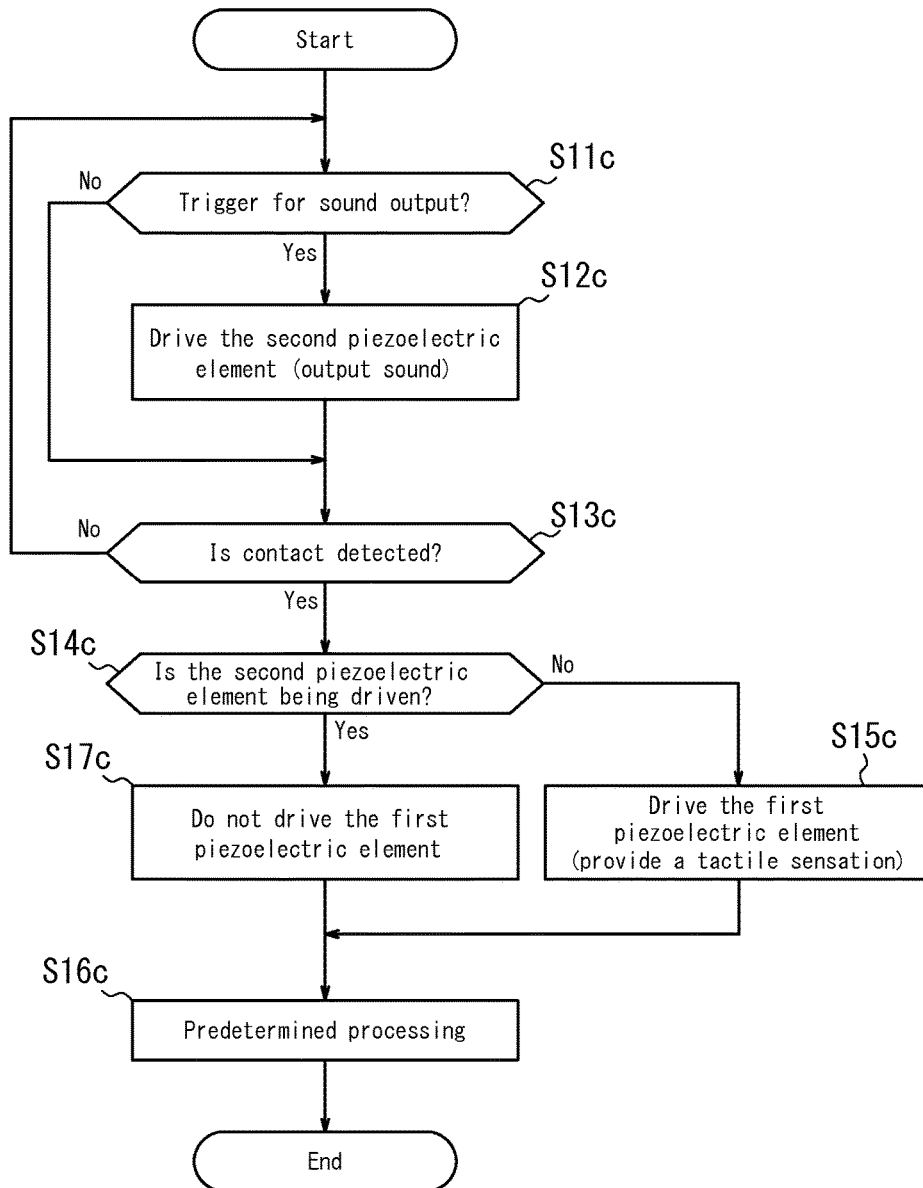 Start
S11c
No
Trigger for sound output?
Yes
S12c
Drive the second piezoelectric
element (output sound)
S13c
No
Is contact detected?
Yes
S14c
Is the second piezoelectric
element being driven?
No
Yes
S17c
S15c
Do not drive the first
piezoelectric element
Drive the first
piezoelectric element
(provide a tactile sensation)
S16c
Predetermined processing
End